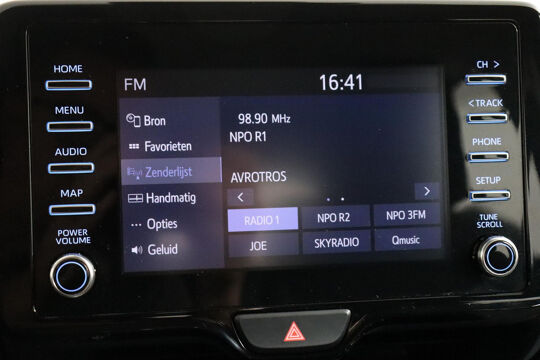 HOME
MENU
AUDIO
MAP
POWER
VOLUME
FM
16:41
Bron
Favorieten
Zenderlijst
Handmatig
Opties
Geluid
98.90 MHz
NPO R1
AVROTROS
RADIO 1
NPO R2
NPO 3FM
JOE
SKYRADIO
Qmusic
CH >
< TRACK
PHONE
SETUP
TUNE
SCROLL